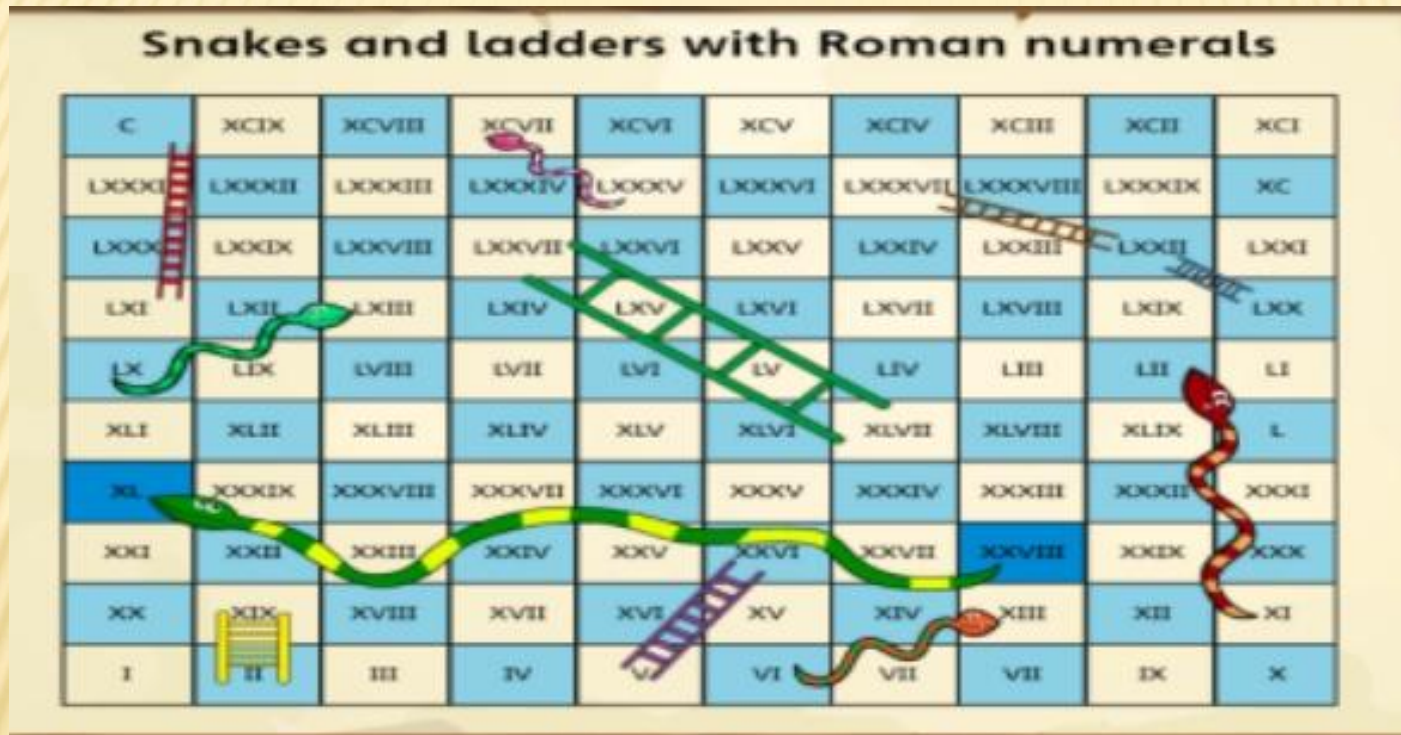 Snakes and ladders with Roman numerals
C XCIX XCVIII XCVII XCVI XCV XCIV XCIII XCII XCI
LXXXI LXXXII LXXXIII LXXXIV LXXXV LXXXVI LXXXVII LXXXVIII LXXXIX XC
LXXX LXXIX LXXVIII LXXVII LXXVI LXXV LXXIV LXXIII LXXII LXXI
LXI LXII LXIII LXIV LXV LXVI LXVII LXVIII LXIX LXX
LX LIX LVIII LVII LVI LV LIV LIII LII LI
XLI XLII XLIII XLIV XLV XLVI XLVII XLVIII XLIX L
XL XXXIX XXXVIII XXXVII XXXVI XXXV XXXIV XXXIII XXXII XXXI
XXI XXII XXIII XXIV XXV XXVI XXVII XXVIII XXIX XXX
XX XIX XVIII XVII XVI XV XIV XIII XII XI
I II III IV V VI VII VII IX X